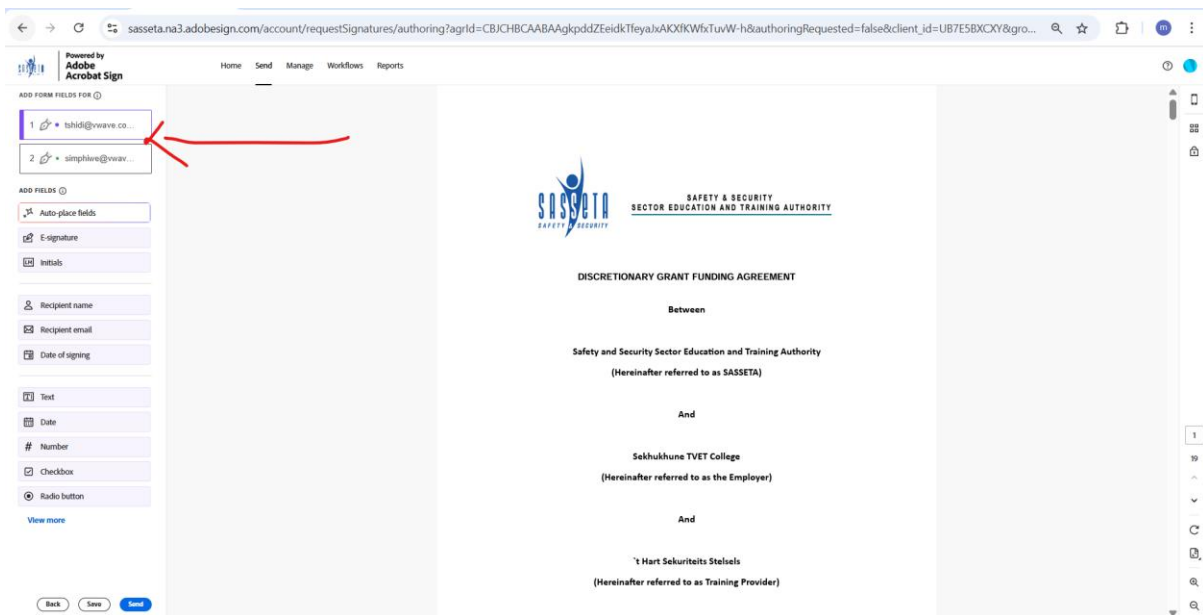 sasseta.na3.adobesign.com/account/requestSignatures/authoring?agrId=CBJCHBCAABAAgkpddZEeidkTfeyaJxAKXfKWfxTuvW-h&authoringRequested=false&client_id=UB7E5BXCXY&gro...
m
Powered by
Adobe
Acrobat Sign
Home Send Manage Workflows Reports
ADD FORM FIELDS FOR
1 tshidi@vwave.co...
2 simphiwe@vwav...
ADD FIELDS
Auto-place fields
E-signature
LH Initials
Recipient name
Recipient email
Date of signing
Text
Date
# Number
Checkbox
Radio button
View more
Back Save Send
SASSETA
SAFETY & SECURITY
SAFETY & SECURITY
SECTOR EDUCATION AND TRAINING AUTHORITY
DISCRETIONARY GRANT FUNDING AGREEMENT
Between
Safety and Security Sector Education and Training Authority
(Hereinafter referred to as SASSETA)
And
Sekhukhune TVET College
(Hereinafter referred to as the Employer)
And
`t Hart Sekuriteits Stelsels
(Hereinafter referred to as Training Provider)
1
19